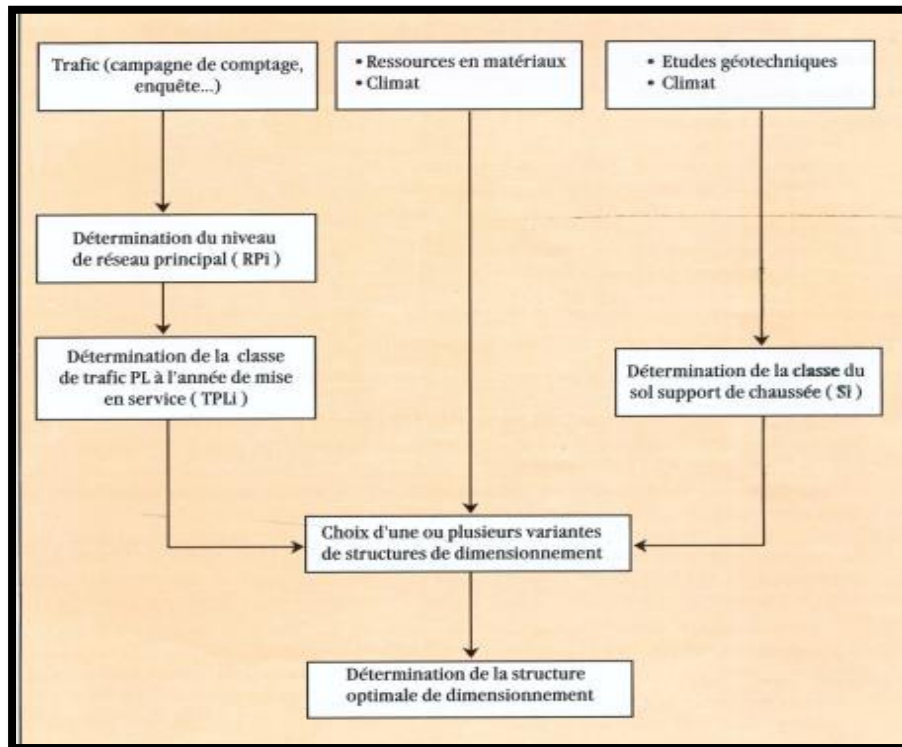 Trafic (campagne de comptage,
enquête...)
• Ressources en matériaux
• Climat
• Etudes géotechniques
• Climat
Détermination du niveau
de réseau principal ( RPi )
Détermination de la classe
de trafic PL à l'année de mise
en service ( TPLi )
Détermination de la classe du
sol support de chaussée ( Si )
Choix d'une ou plusieurs variantes
de structures de dimensionnement
Détermination de la structure
optimale de dimensionnement